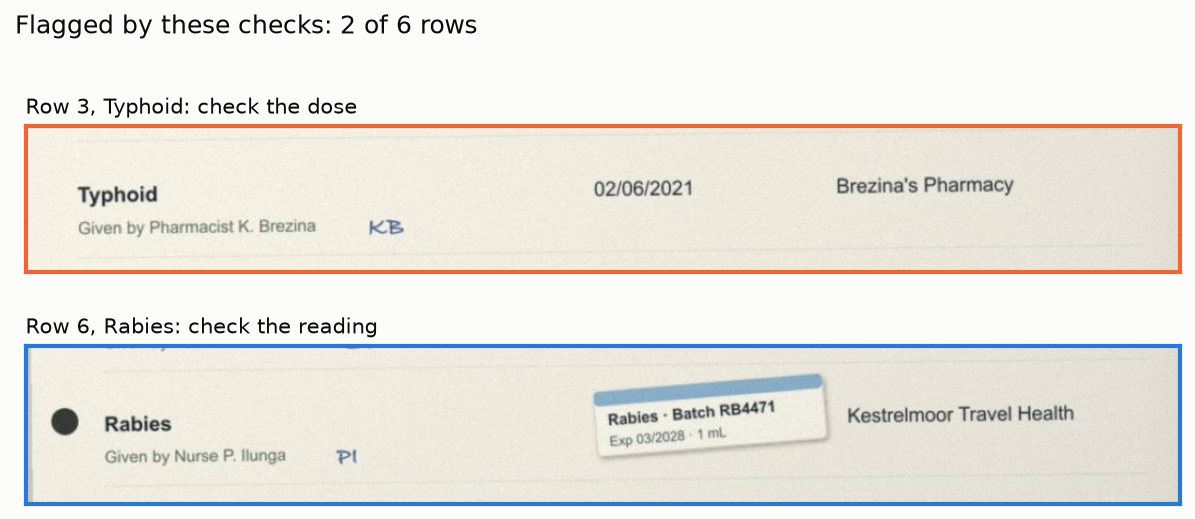 Flagged by these checks: 2 of 6 rows
Row 3, Typhoid: check the dose
Typhoid
02/06/2021
Brezina's Pharmacy
Given by Pharmacist K. Brezina
KB
Row 6, Rabies: check the reading
Rabies
Rabies · Batch RB4471
Exp 03/2028 · 1 mL
Kestrelmoor Travel Health
Given by Nurse P. Ilunga
PI